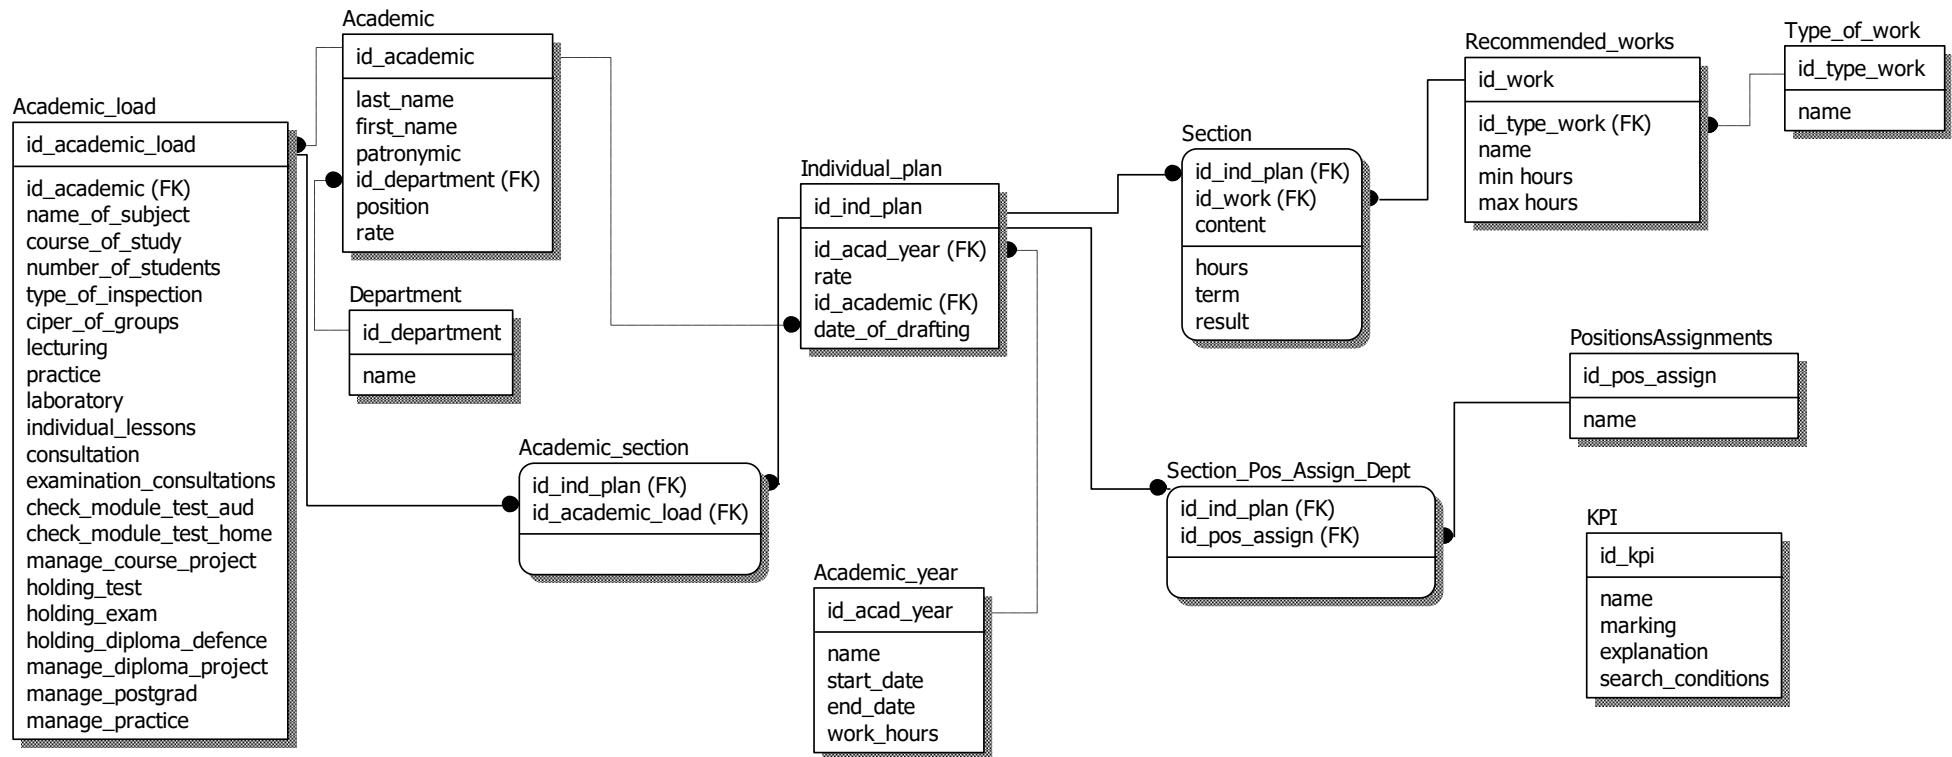 Academic_load
id_academic_load
id_academic (FK)
name_of_subject
course_of_study
number_of_students
type_of_inspection
ciper_of_groups
lecturing
practice
laboratory
individual_lessons
consultation
examination_consultations
check_module_test_aud
check_module_test_home
manage_course_project
holding_test
holding_exam
holding_diploma_defence
manage_diploma_project
manage_postgrad
manage_practice
Academic
id_academic
last_name
first_name
patronymic
id_department (FK)
position
rate
Department
id_department
name
Academic_section
id_ind_plan (FK)
id_academic_load (FK)
Individual_plan
id_ind_plan
id_acad_year (FK)
rate
id_academic (FK)
date_of_drafting
Academic_year
id_acad_year
name
start_date
end_date
work_hours
Section
id_ind_plan (FK)
id_work (FK)
content
hours
term
result
Section_Pos_Assign_Dept
id_ind_plan (FK)
id_pos_assign (FK)
Recommended_works
id_work
id_type_work (FK)
name
min hours
max hours
Type_of_work
id_type_work
name
PositionsAssignments
id_pos_assign
name
KPI
id_kpi
name
marking
explanation
search_conditions